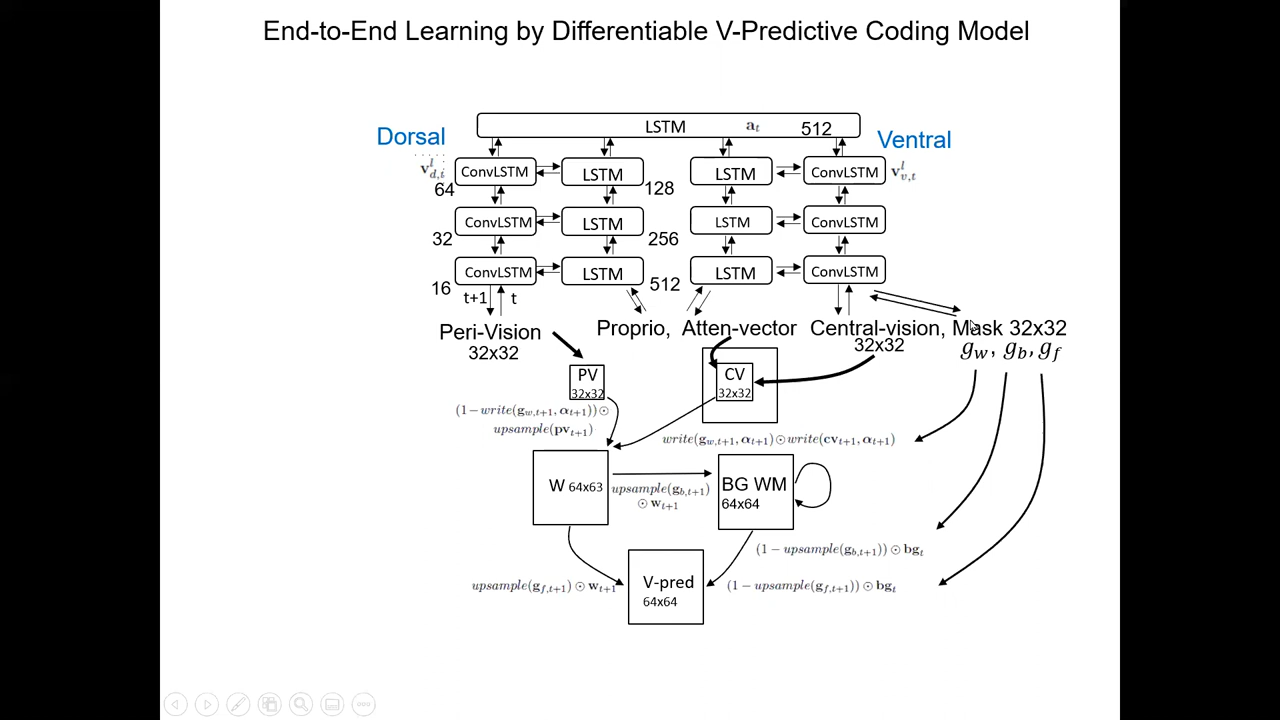 End-to-End Learning by Differentiable V-Predictive Coding Model
LSTM a_t 512
Dorsal
Ventral
v^l_{d,t} ConvLSTM LSTM LSTM ConvLSTM v^l_{v,t}
64 128
ConvLSTM LSTM LSTM ConvLSTM
32 256
ConvLSTM LSTM LSTM ConvLSTM
16 512
t+1 t
Peri-Vision Proprio, Atten-vector Central-vision, Mask 32x32
32x32 32x32 g_w, g_b, g_f
PV
32x32
CV
32x32
(1−write(g_{w,t+1}, α_{t+1}))⊙
upsample(pv_{t+1})
write(g_{w,t+1}, α_{t+1})⊙write(cv_{t+1}, α_{t+1})
W 64x63
upsample(g_{b,t+1})
⊙w_{t+1}
BG WM
64x64
(1−upsample(g_{b,t+1}))⊙bg_t
upsample(g_{f,t+1})⊙w_{t+1}
V-pred
64x64
(1−upsample(g_{f,t+1}))⊙bg_t